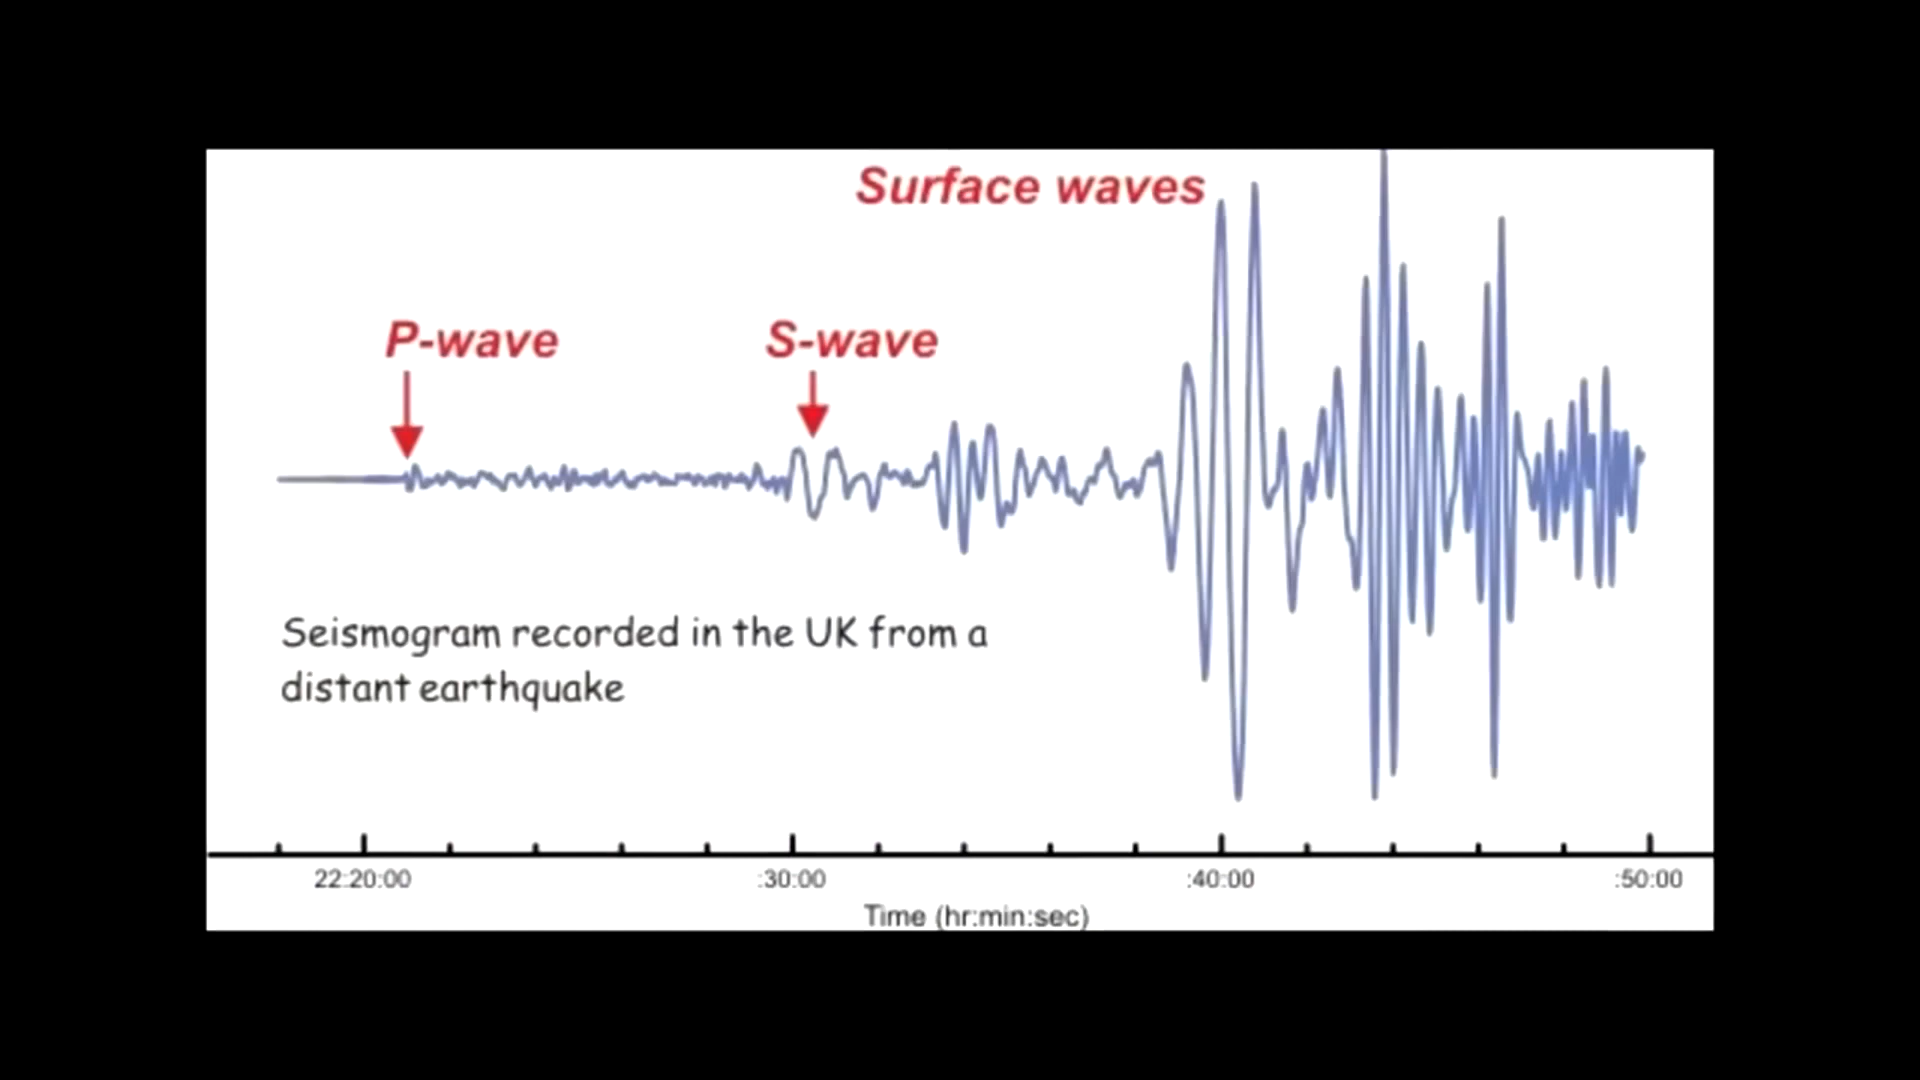 Surface waves
P-wave
S-wave
Seismogram recorded in the UK from a
distant earthquake
22:20:00
:30:00
:40:00
:50:00
Time (hr:min:sec)